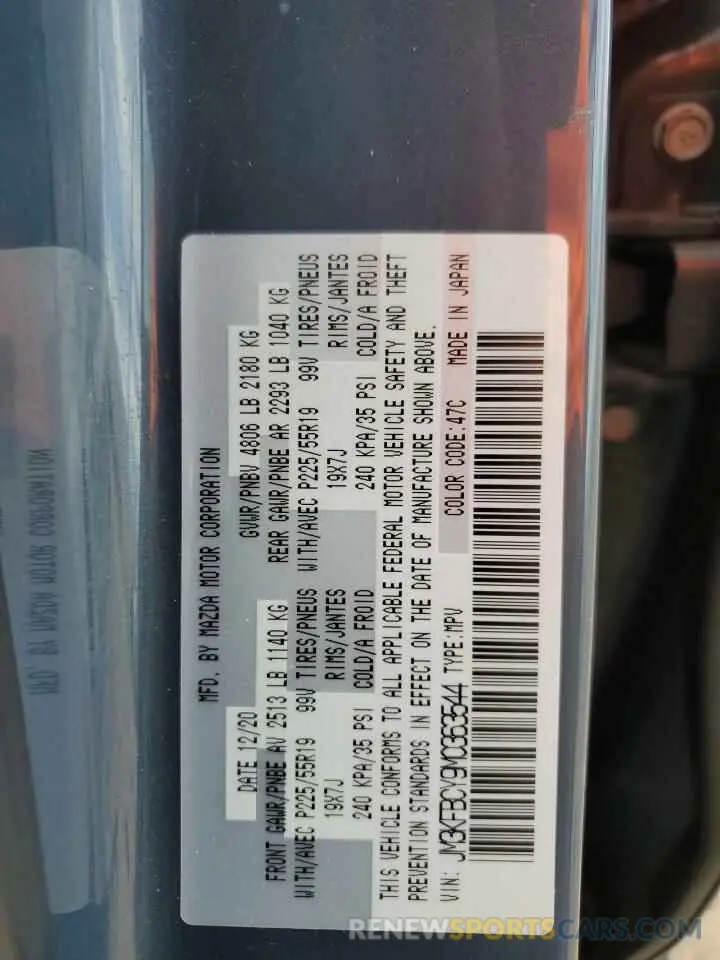 MFD. BY MAZDA MOTOR CORPORATION
DATE 12/20 GVWR/PNBV 4806 LB 2180 KG
FRONT GAWR/PNBE AV 2513 LB 1140 KG REAR GAWR/PNBE AR 2293 LB 1040 KG
WITH/AVEC P225/55R19 99V TIRES/PNEUS WITH/AVEC P225/55R19 99V TIRES/PNEUS
19X7J RIMS/JANTES 19X7J RIMS/JANTES
240 KPA/35 PSI COLD/A FROID 240 KPA/35 PSI COLD/A FROID
THIS VEHICLE CONFORMS TO ALL APPLICABLE FEDERAL MOTOR VEHICLE SAFETY AND THEFT
PREVENTION STANDARDS IN EFFECT ON THE DATE OF MANUFACTURE SHOWN ABOVE.
VIN: JM3KFBCY9M0363544 TYPE:MPV COLOR CODE:47C MADE IN JAPAN
RENEWSPORTSCARS.COM